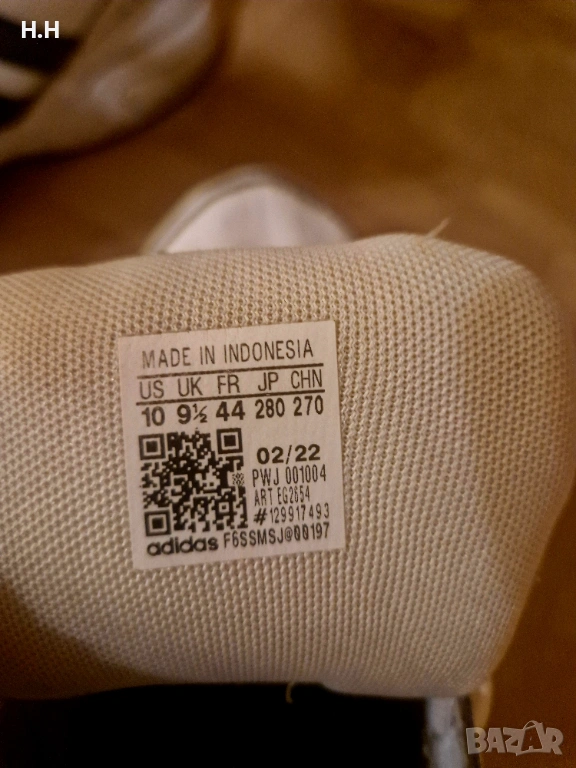 H.H
MADE IN INDONESIA
US UK FR JP CHN
10 9½ 44 280 270
02/22
PWJ 001004
ART EG2654
#129917493
adidas F6SSMSJ@00197
BAZAR